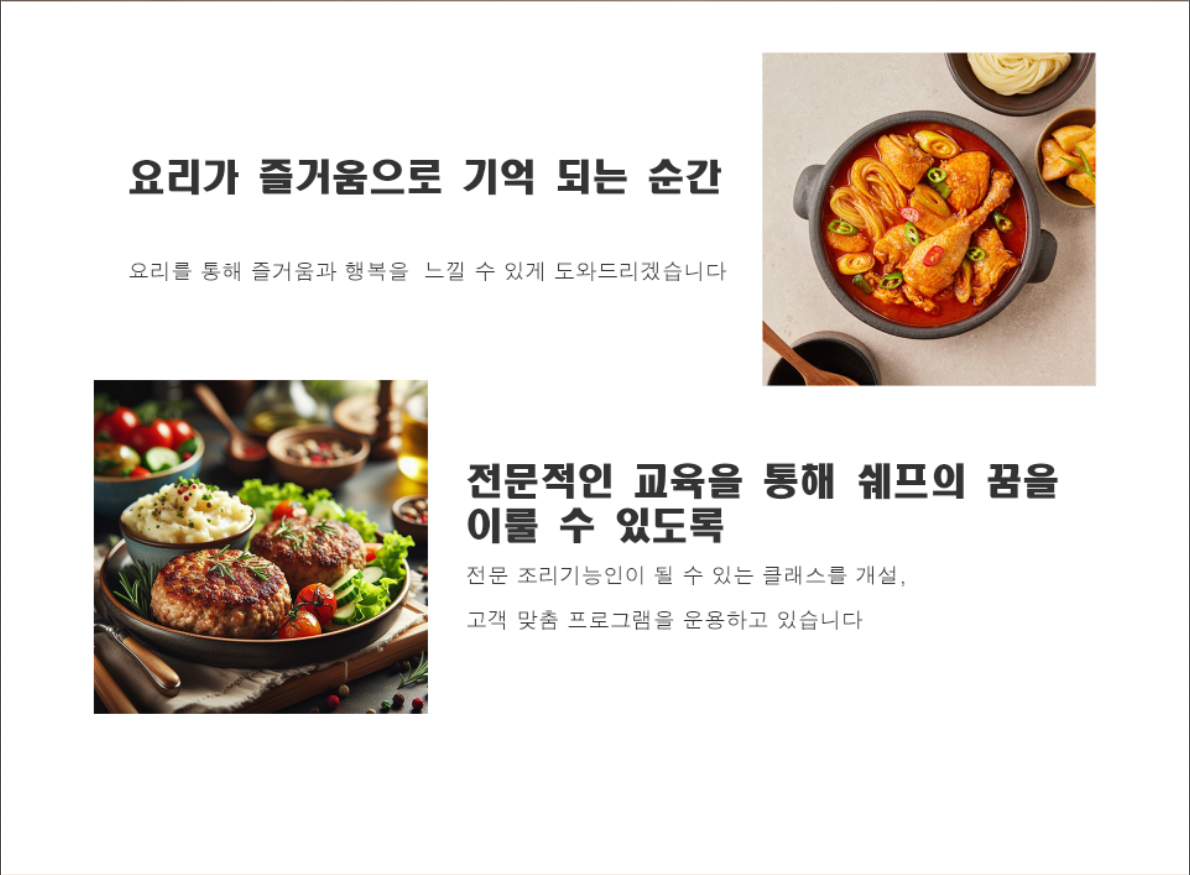 요리가 즐거움으로 기억 되는 순간
요리를 통해 즐거움과 행복을  느낄 수 있게 도와드리겠습니다
전문적인 교육을 통해 쉐프의 꿈을
이룰 수 있도록
전문 조리기능인이 될 수 있는 클래스를 개설,
고객 맞춤 프로그램을 운용하고 있습니다